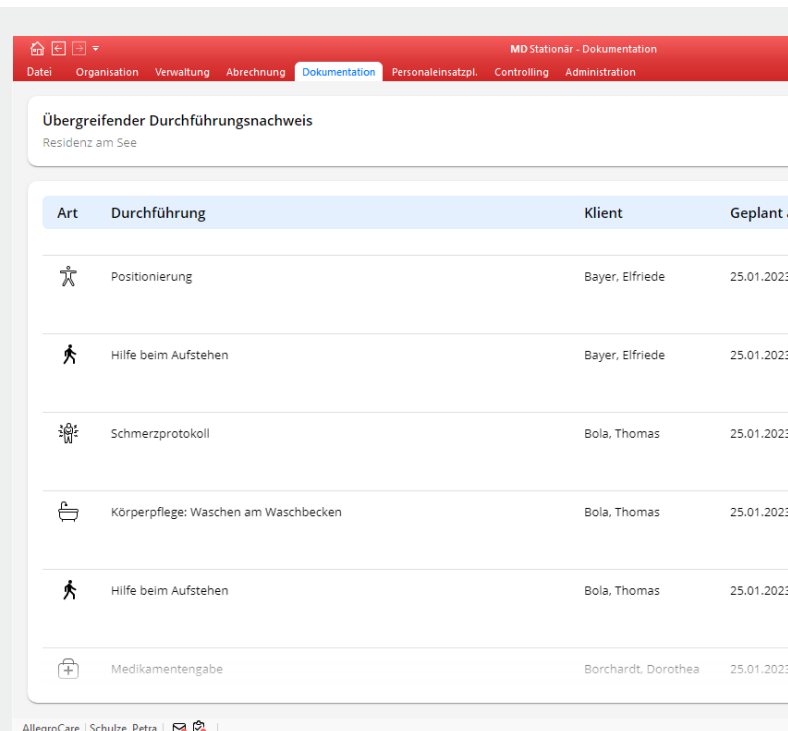 MD Stationär - Dokumentation
Datei Organisation Verwaltung Abrechnung Dokumentation Personaleinsatzpl. Controlling Administration
Übergreifender Durchführungsnachweis
Residenz am See
Art Durchführung Klient Geplant
Positionierung Bayer, Elfriede 25.01.2023
Hilfe beim Aufstehen Bayer, Elfriede 25.01.2023
Schmerzprotokoll Bola, Thomas 25.01.2023
Körperpflege: Waschen am Waschbecken Bola, Thomas 25.01.2023
Hilfe beim Aufstehen Bola, Thomas 25.01.2023
Medikamentengabe Borchardt, Dorothea 25.01.2023
AllegroCare Schulze, Petra